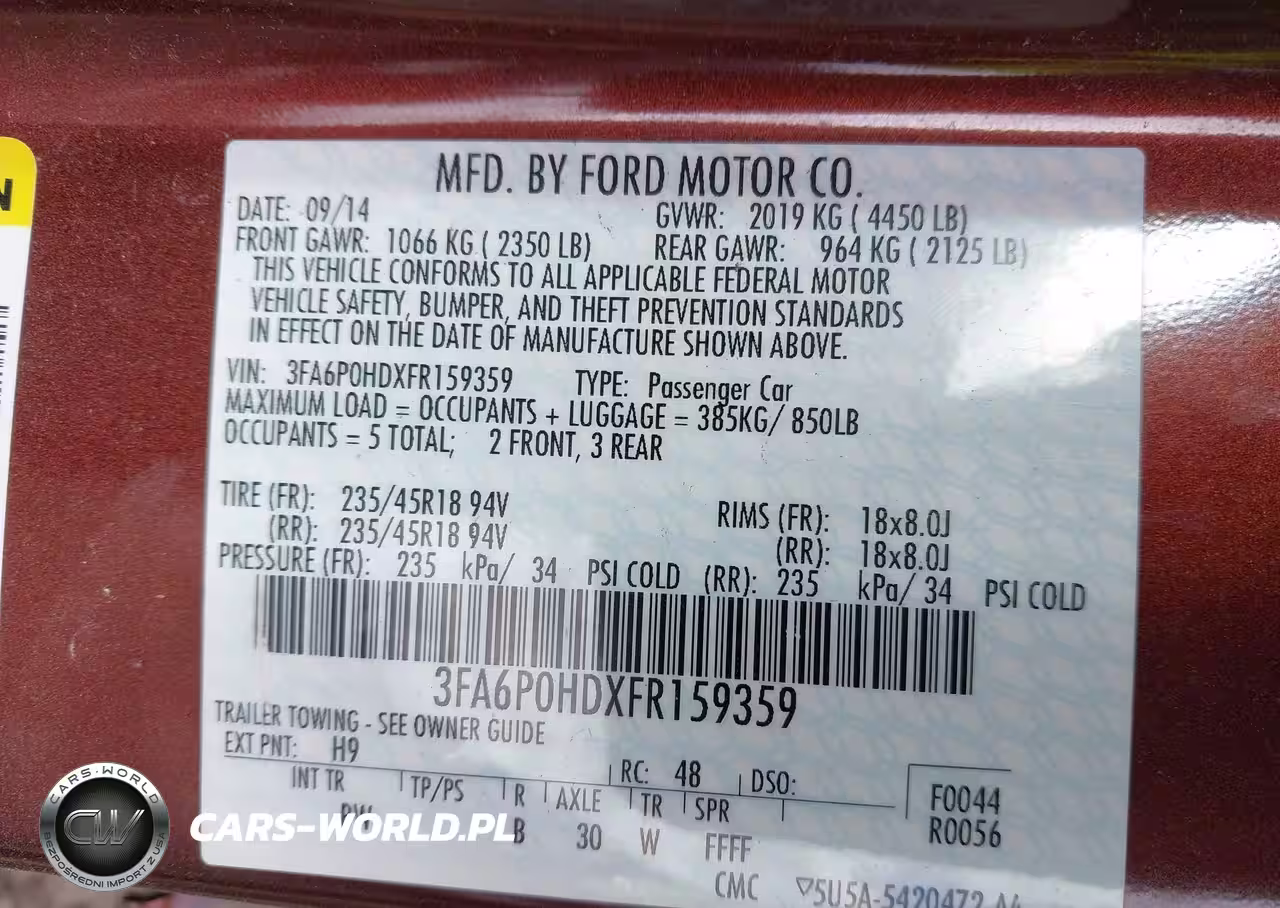 N
MFD. BY FORD MOTOR CO.
DATE: 09/14 GVWR: 2019 KG ( 4450 LB)
FRONT GAWR: 1066 KG ( 2350 LB) REAR GAWR: 964 KG ( 2125 LB)
THIS VEHICLE CONFORMS TO ALL APPLICABLE FEDERAL MOTOR
VEHICLE SAFETY, BUMPER, AND THEFT PREVENTION STANDARDS
IN EFFECT ON THE DATE OF MANUFACTURE SHOWN ABOVE.
VIN: 3FA6P0HDXFR159359 TYPE: Passenger Car
MAXIMUM LOAD = OCCUPANTS + LUGGAGE = 385KG/ 850LB
OCCUPANTS = 5 TOTAL; 2 FRONT, 3 REAR
TIRE (FR): 235/45R18 94V RIMS (FR): 18x8.0J
(RR): 235/45R18 94V (RR): 18x8.0J
PRESSURE (FR): 235 kPa/ 34 PSI COLD (RR): 235 kPa/ 34 PSI COLD
3FA6P0HDXFR159359
TRAILER TOWING - SEE OWNER GUIDE
EXT PNT: H9 RC: 48 DSO:
INT TR TP/PS R AXLE TR SPR F0044
B 30 W FFFF R0056
CMC ▽5U5A-5420472
CARS-WORLD
CW
BEZPOŚREDNI IMPORT Z USA
CARS-WORLD.PL